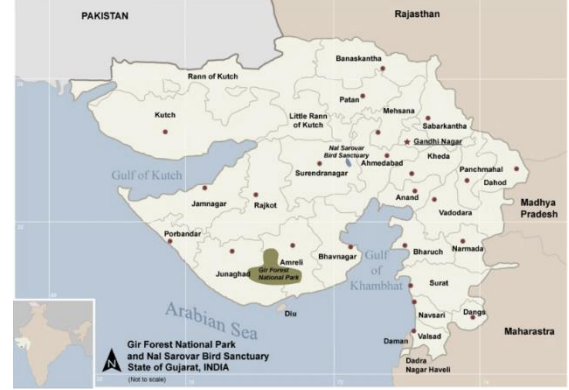 PAKISTAN
Rajasthan
Banaskantha
Rann of Kutch
Patan
Mehsana
Kutch
Little Rann
of Kutch
Sabarkantha
Gandhi Nagar
Nal Sarovar
Bird Sanctuary
Ahmedabad
Kheda
Panchmahal
Dahod
Gulf of Kutch
Surendranagar
Anand
Vadodara
Madhya
Pradesh
Jamnagar
Rajkot
Porbandar
Bhavnagar
Amreli
Junaghad
Gir Forest
National Park
Gulf
of
Khambhat
Bharuch
Narmada
Surat
Diu
Arabian Sea
Navsari
Dangs
Daman
Valsad
Maharastra
Dadra
Nagar Haveli
N
Gir Forest National Park
and Nal Sarovar Bird Sanctuary
State of Gujarat, INDIA
(Not to scale)